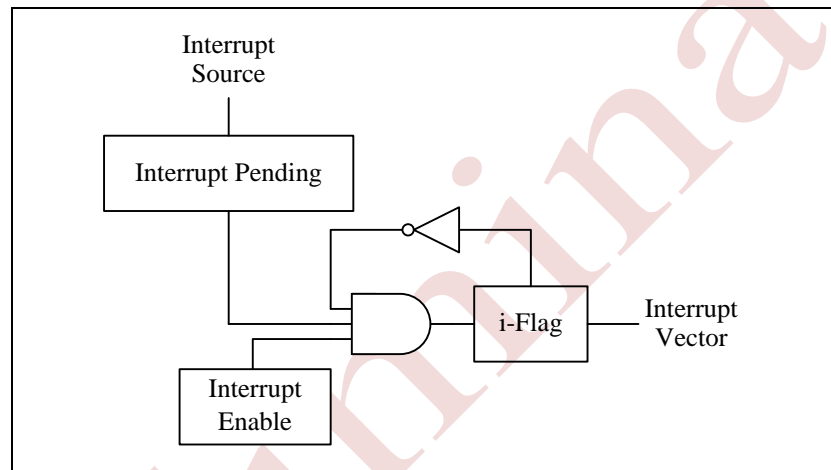 Interrupt
Source
Interrupt Pending
i-Flag
Interrupt
Vector
Interrupt
Enable